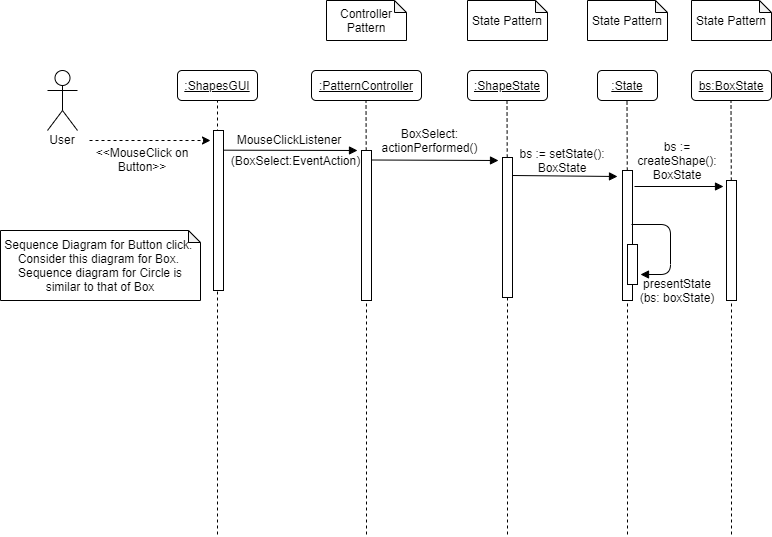 Controller
Pattern
State Pattern
State Pattern
State Pattern
:ShapesGUI
:PatternController
:ShapeState
:State
bs:BoxState
User
<<MouseClick on
Button>>
MouseClickListener
(BoxSelect:EventAction)
BoxSelect:
actionPerformed()
bs := setState():
BoxState
bs :=
createShape():
BoxState
presentState
(bs: boxState)
Sequence Diagram for Button click.
Consider this diagram for Box.
Sequence diagram for Circle is
similar to that of Box